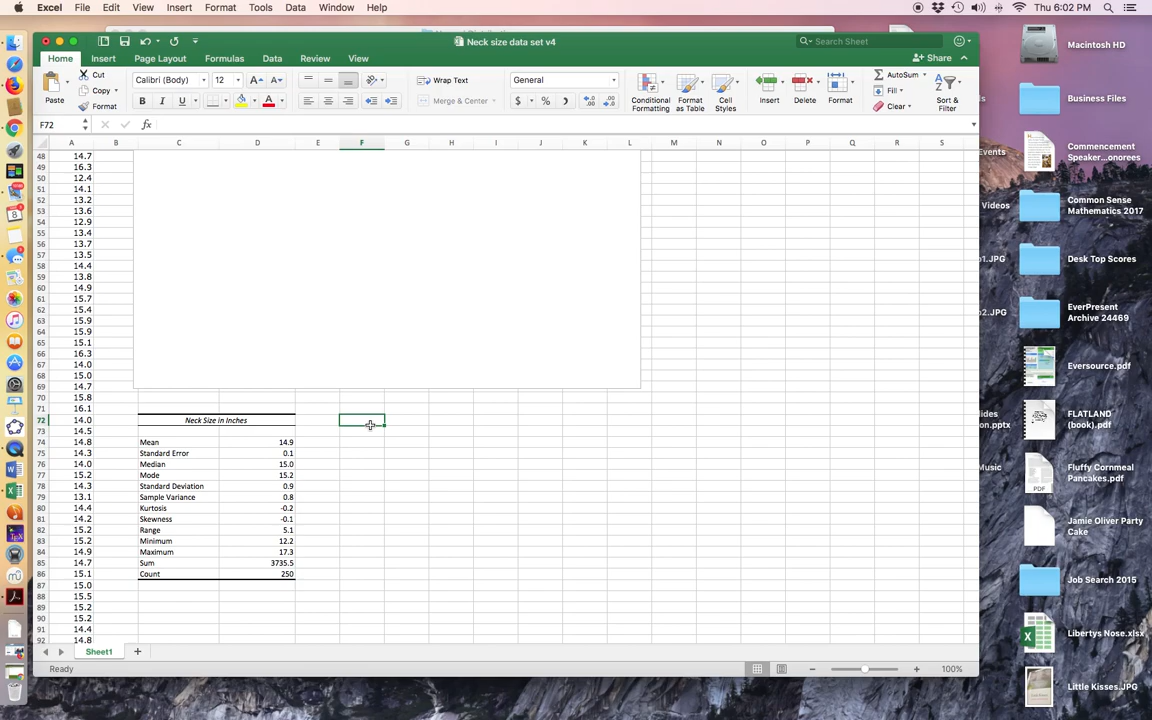 Excel File Edit View Insert Format Tools Data Window Help
Thu 6:02 PM
Neck size data set v4
Search Sheet
Home Insert Page Layout Formulas Data Review View
Share
Paste
Cut
Copy
Format
Calibri (Body) 12
Wrap Text
Merge & Center
General
Conditional Formatting
Format as Table
Cell Styles
Insert
Delete
Format
AutoSum
Fill
Clear
Sort & Filter
F72 fx
A B C D E F G H I J K L M N O P Q R S
48 14.7
49 16.3
50 12.4
51 14.1
52 13.2
53 13.6
54 12.9
55 13.4
56 13.7
57 13.5
58 14.4
59 13.8
60 14.9
61 15.7
62 15.4
63 15.9
64 15.9
65 15.1
66 16.3
67 14.0
68 15.0
69 14.7
70 15.8
71 16.1
72 14.0 Neck Size in Inches
73 14.5
74 14.8 Mean 14.9
75 14.3 Standard Error 0.1
76 14.0 Median 15.0
77 15.2 Mode 15.2
78 14.3 Standard Deviation 0.9
79 13.1 Sample Variance 0.8
80 14.4 Kurtosis -0.2
81 14.2 Skewness -0.1
82 15.2 Range 5.1
83 15.2 Minimum 12.2
84 14.9 Maximum 17.3
85 14.7 Sum 3735.5
86 15.1 Count 250
87 15.0
88 15.5
89 15.2
90 15.2
91 14.4
92 14.8
Sheet1
Ready
100%
Macintosh HD
Business Files
Commencement
Speaker...onorees
Common Sense
Mathematics 2017
Desk Top Scores
EverPresent
Archive 24469
Eversource.pdf
FLATLAND
(book).pdf
Fluffy Cornmeal
Pancakes.pdf
Jamie Oliver Party
Cake
Job Search 2015
Libertys Nose.xlsx
Little Kisses.JPG